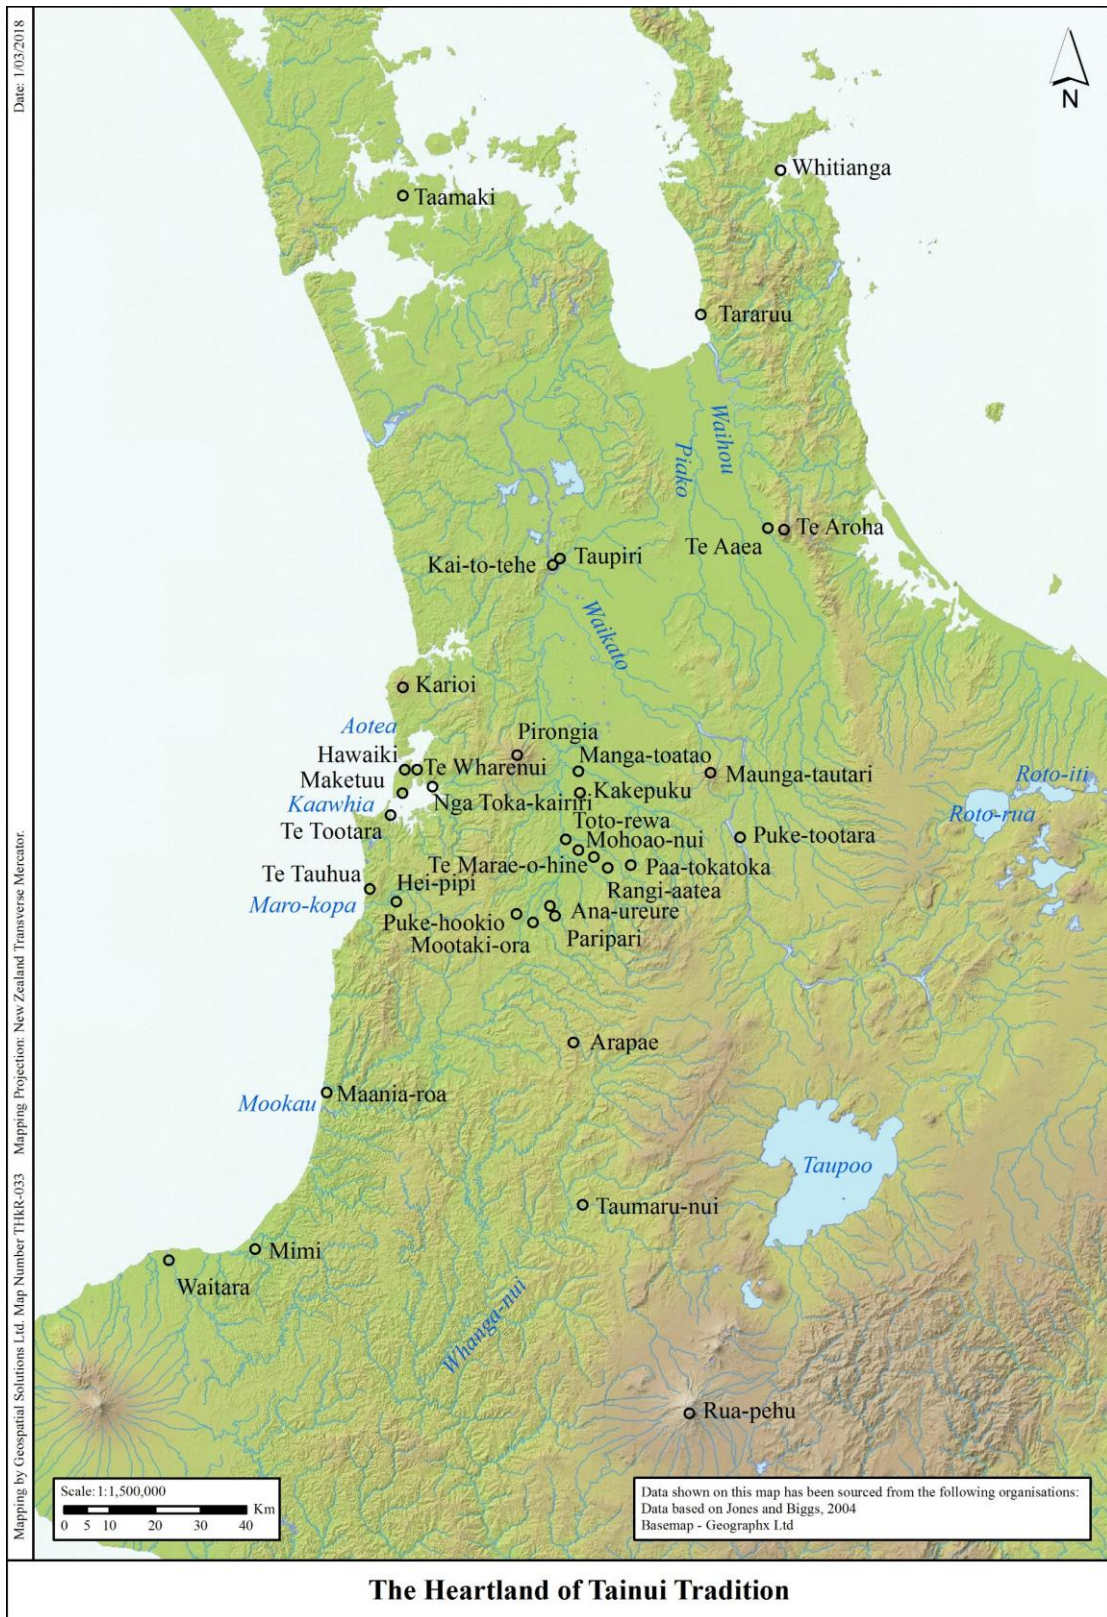 Date: 1/03/2018
Mapping Projection: New Zealand Transverse Mercator.
Mapping by Geospatial Solutions Ltd. Map Number THkR-033
N
Whitianga
Taamaki
Tararuu
Waihou
Piako
Te Aroha
Te Aaea
Taupiri
Kai-to-tehe
Waikato
Karioi
Aotea
Pirongia
Hawaiki
Te Wharenui
Manga-toatao
Maunga-tautari
Roto-iti
Maketuu
Nga Toka-kairiri
Kakepuku
Kaawhia
Roto-rua
Te Tootara
Toto-rewa
Mohoao-nui
Puke-tootara
Te Marae-o-hine
Paa-tokatoka
Te Tauhua
Hei-pipi
Rangi-aatea
Maro-kopa
Puke-hookio
Ana-ureure
Mootaki-ora
Paripari
Arapae
Maania-roa
Mookau
Taupoo
Taumaru-nui
Mimi
Waitara
Whanga-nui
Rua-pehu
Scale: 1:1,500,000
Km
0 5 10 20 30 40
Data shown on this map has been sourced from the following organisations:
Data based on Jones and Biggs, 2004
Basemap - Geographx Ltd
The Heartland of Tainui Tradition